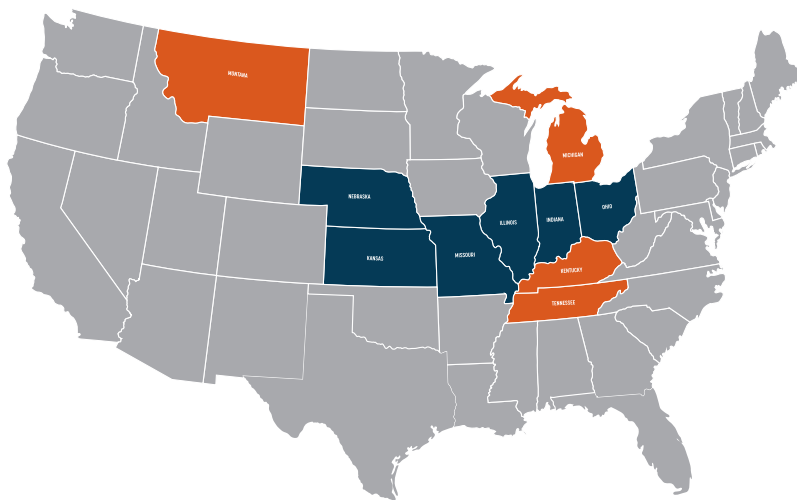 MONTANA
MICHIGAN
NEBRASKA
OHIO
ILLINOIS
INDIANA
MISSOURI
KANSAS
KENTUCKY
TENNESSEE